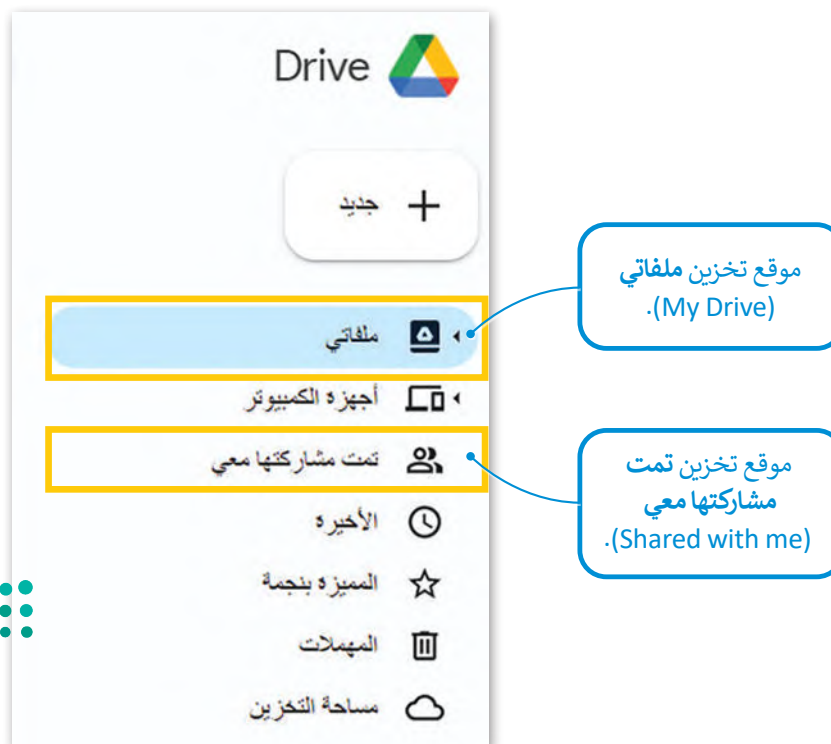 Drive
جديد
ملفاتي
أجهزة الكمبيوتر
تمت مشاركتها معي
الأخيرة
المميزة بنجمة
المهملات
مساحة التخزين
موقع تخزين ملفاتي
(My Drive).
موقع تخزين تمت
مشاركتها معي
(Shared with me).